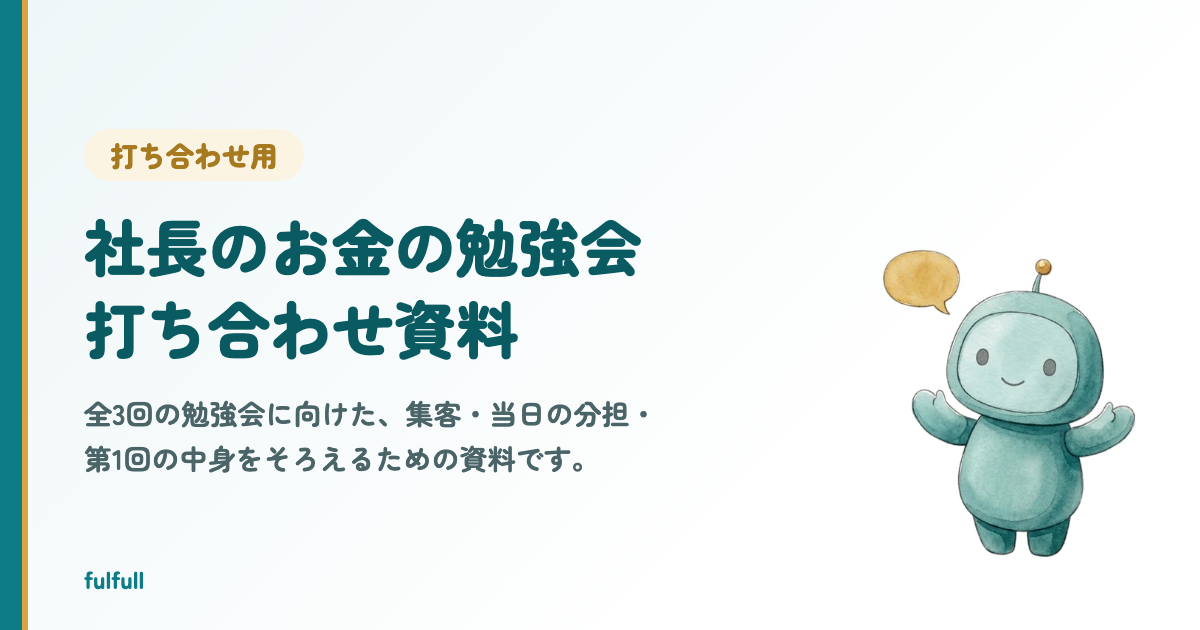 打ち合わせ用
社長のお金の勉強会
打ち合わせ資料
全3回の勉強会に向けた、集客・当日の分担・
第1回の中身をそろえるための資料です。
fulfull